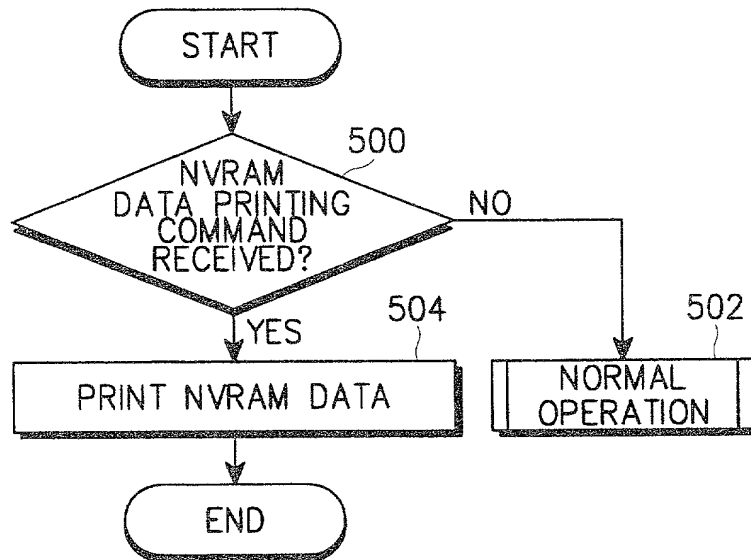 START
500
NVRAM
DATA PRINTING
COMMAND
RECEIVED?
NO
YES
504
502
PRINT NVRAM DATA
NORMAL
OPERATION
END